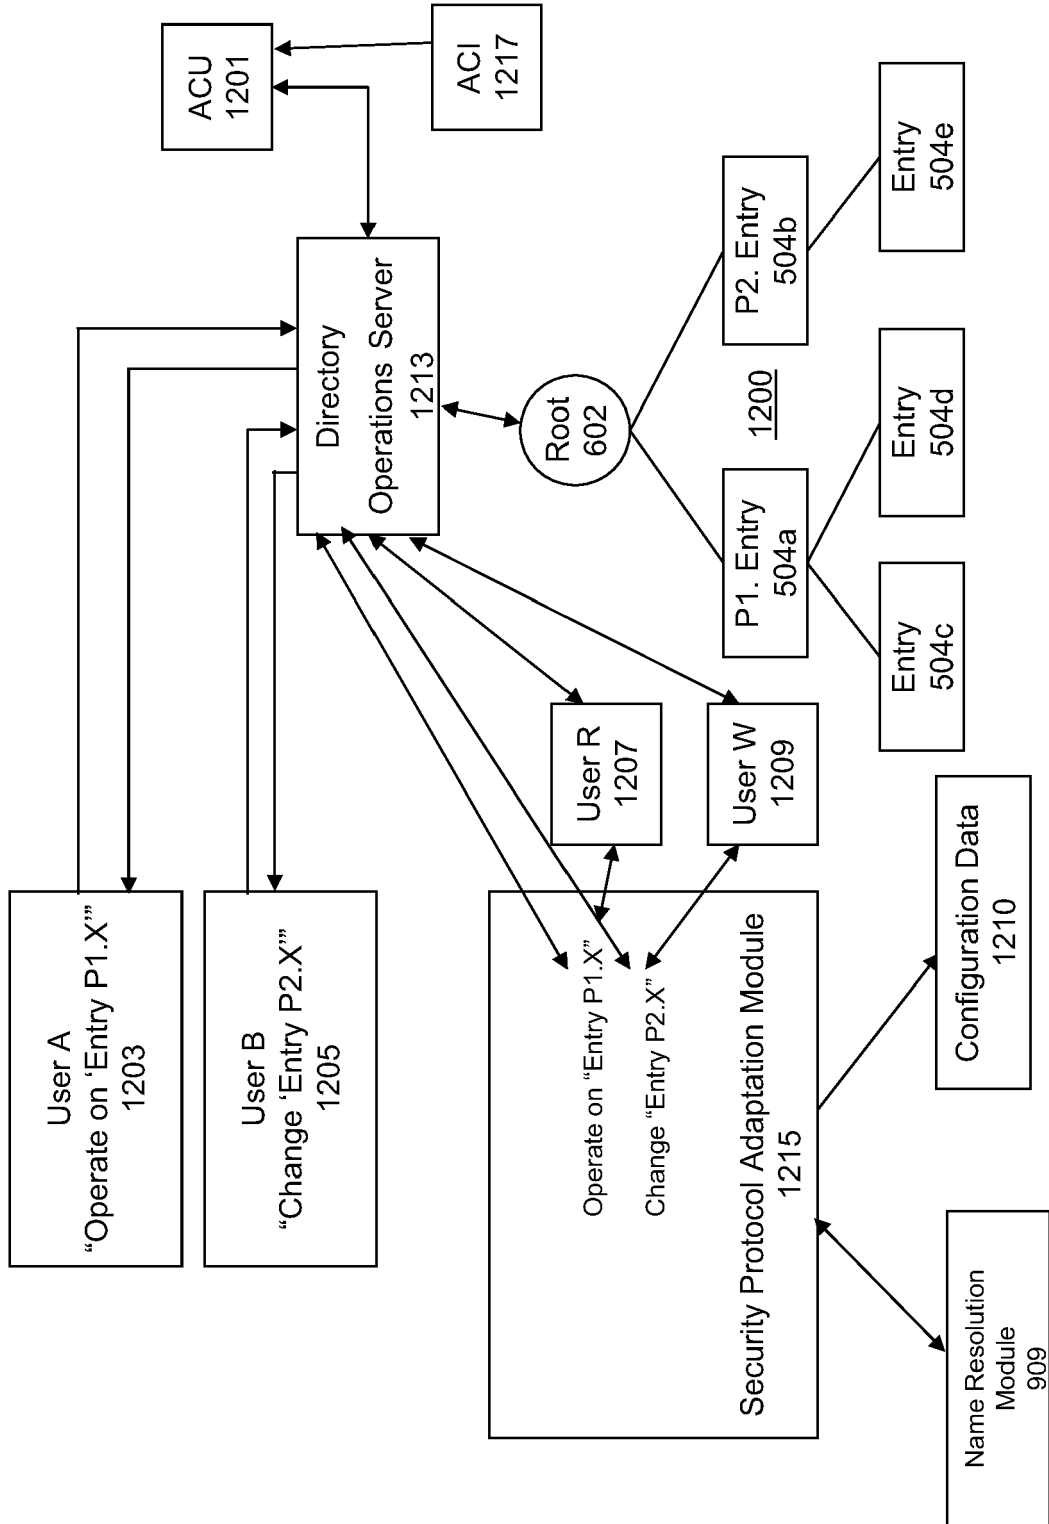 User A
“Operate on ‘Entry P1.X’”
1203
User B
“Change ‘Entry P2.X’”
1205
ACU
1201
ACI
1217
Directory
Operations Server
1213
Operate on “Entry P1.X”
Change “Entry P2.X”
Security Protocol Adaptation Module
1215
User R
1207
User W
1209
Root
602
P1. Entry
504a
1200
P2. Entry
504b
Entry
504c
Entry
504d
Entry
504e
Name Resolution
Module
909
Configuration Data
1210